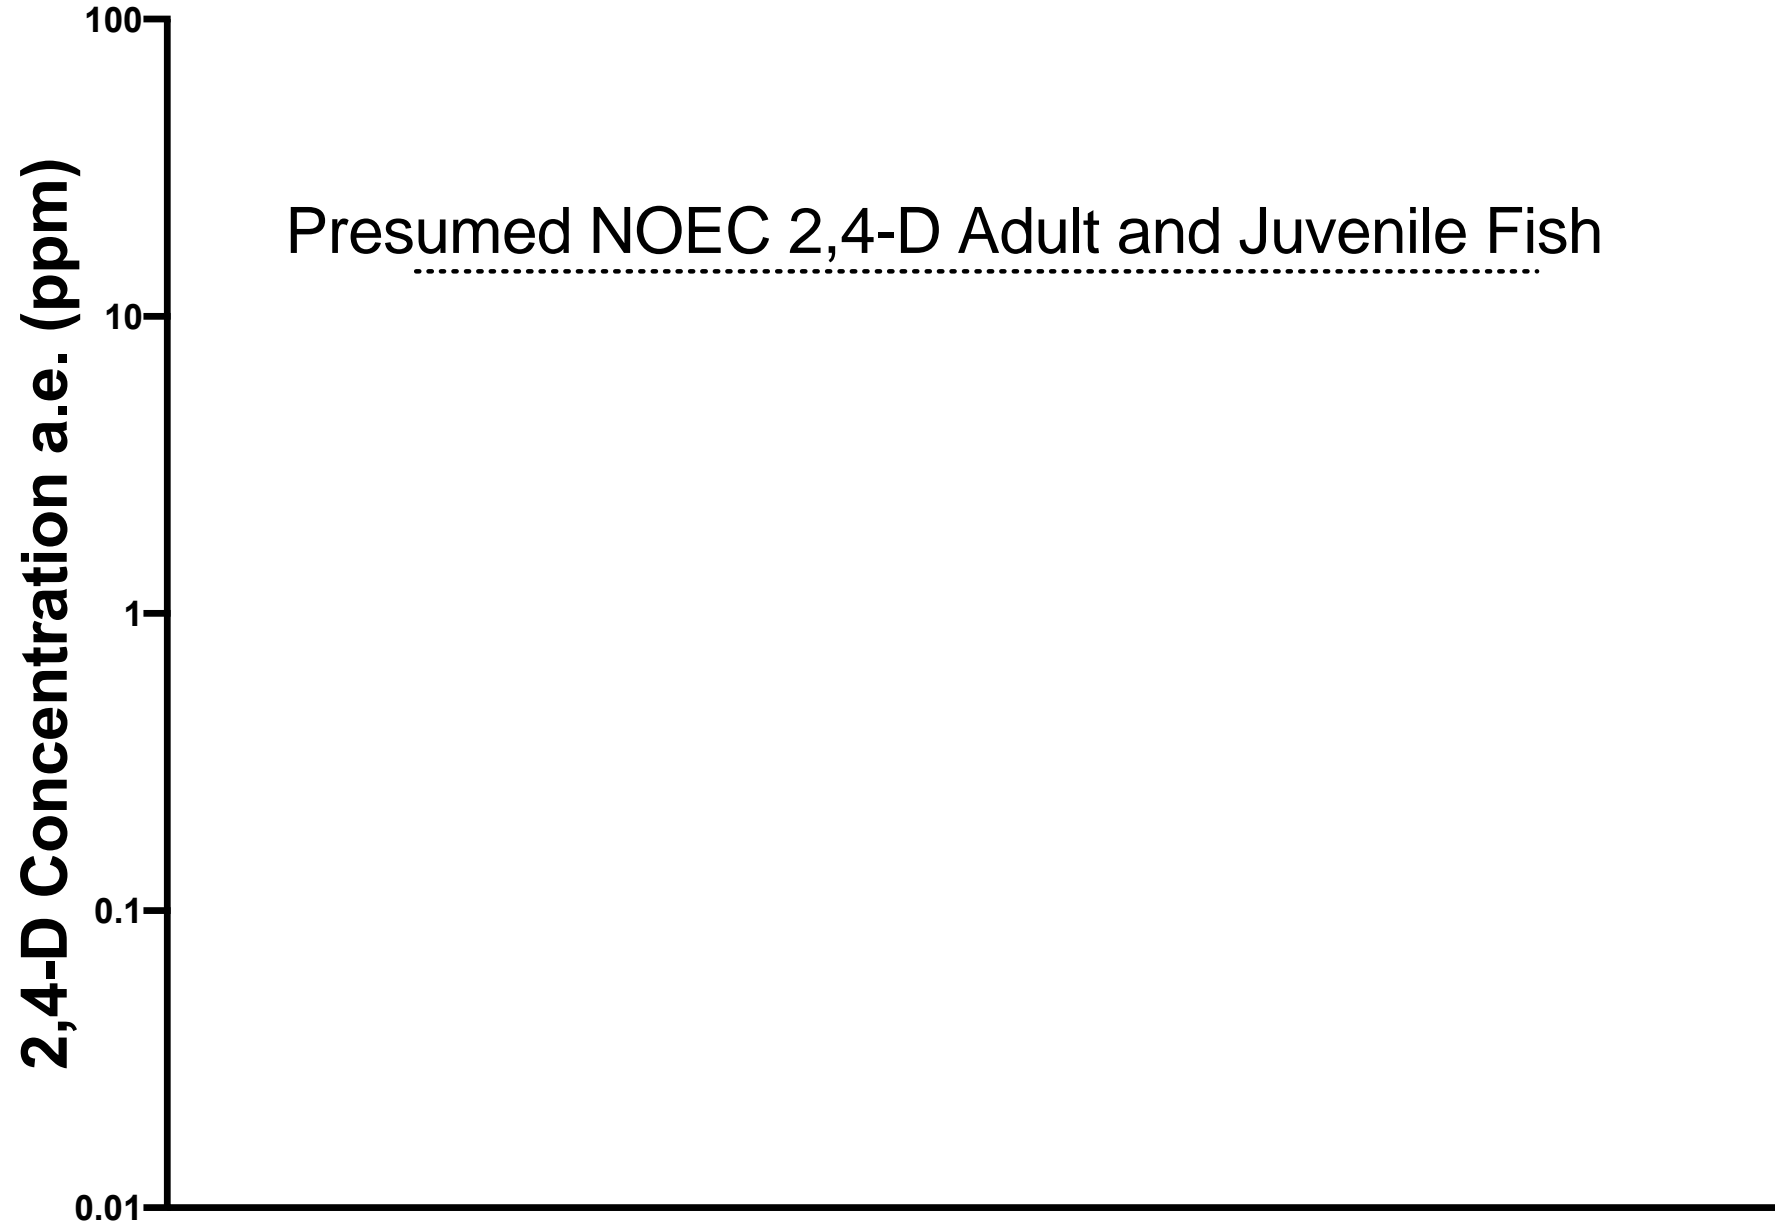 100
Presumed NOEC 2,4-D Adult and Juvenile Fish
10
1
0.1
0.01
2,4-D Concentration a.e. (ppm)